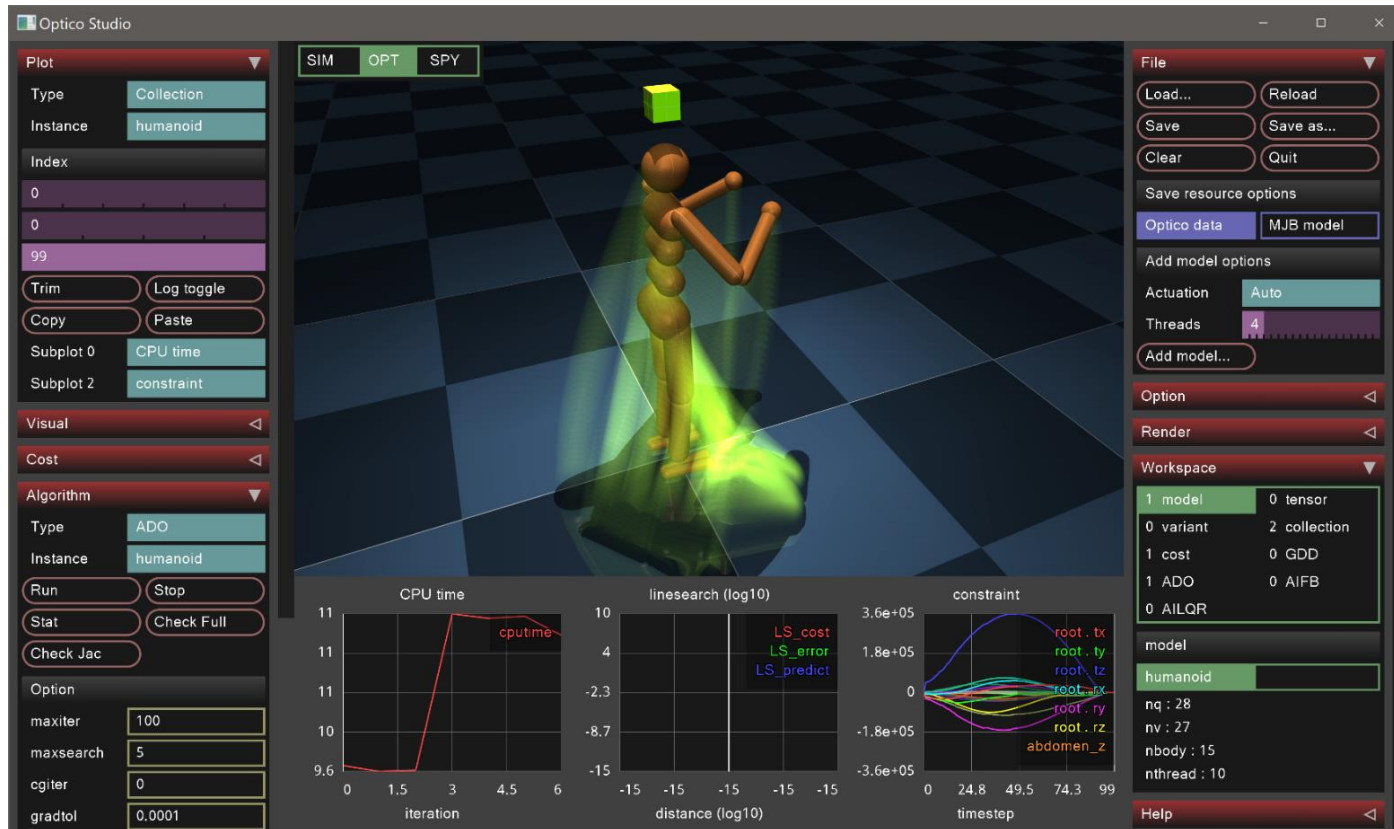 Optico Studio
Plot
Type Collection
Instance humanoid
Index
0
0
99
Trim Log toggle
Copy Paste
Subplot 0 CPU time
Subplot 2 constraint
Visual
Cost
Algorithm
Type ADO
Instance humanoid
Run Stop
Stat Check Full
Check Jac
Option
maxiter 100
maxsearch 5
cgiter 0
gradtol 0.0001
SIM OPT SPY
CPU time
11
11
11
10
9.6
cputime
0 1.5 3 4.5 6
iteration
linesearch (log10)
10
4
-2.3
-8.7
-15
LS_cost
LS_error
LS_predict
-15 -15 -15 -15 -15
distance (log10)
constraint
3.6e+05
1.8e+05
0
-1.8e+05
-3.6e+05
root . tx
root . ty
root . tz
root . rx
root . ry
root . rz
abdomen_z
0 24.8 49.5 74.3 99
timestep
File
Load... Reload
Save Save as...
Clear Quit
Save resource options
Optico data MJB model
Add model options
Actuation Auto
Threads 4
Add model...
Option
Render
Workspace
1 model 0 tensor
0 variant 2 collection
1 cost 0 GDD
1 ADO 0 AIFB
0 AILQR
model
humanoid
nq : 28
nv : 27
nbody : 15
nthread : 10
Help